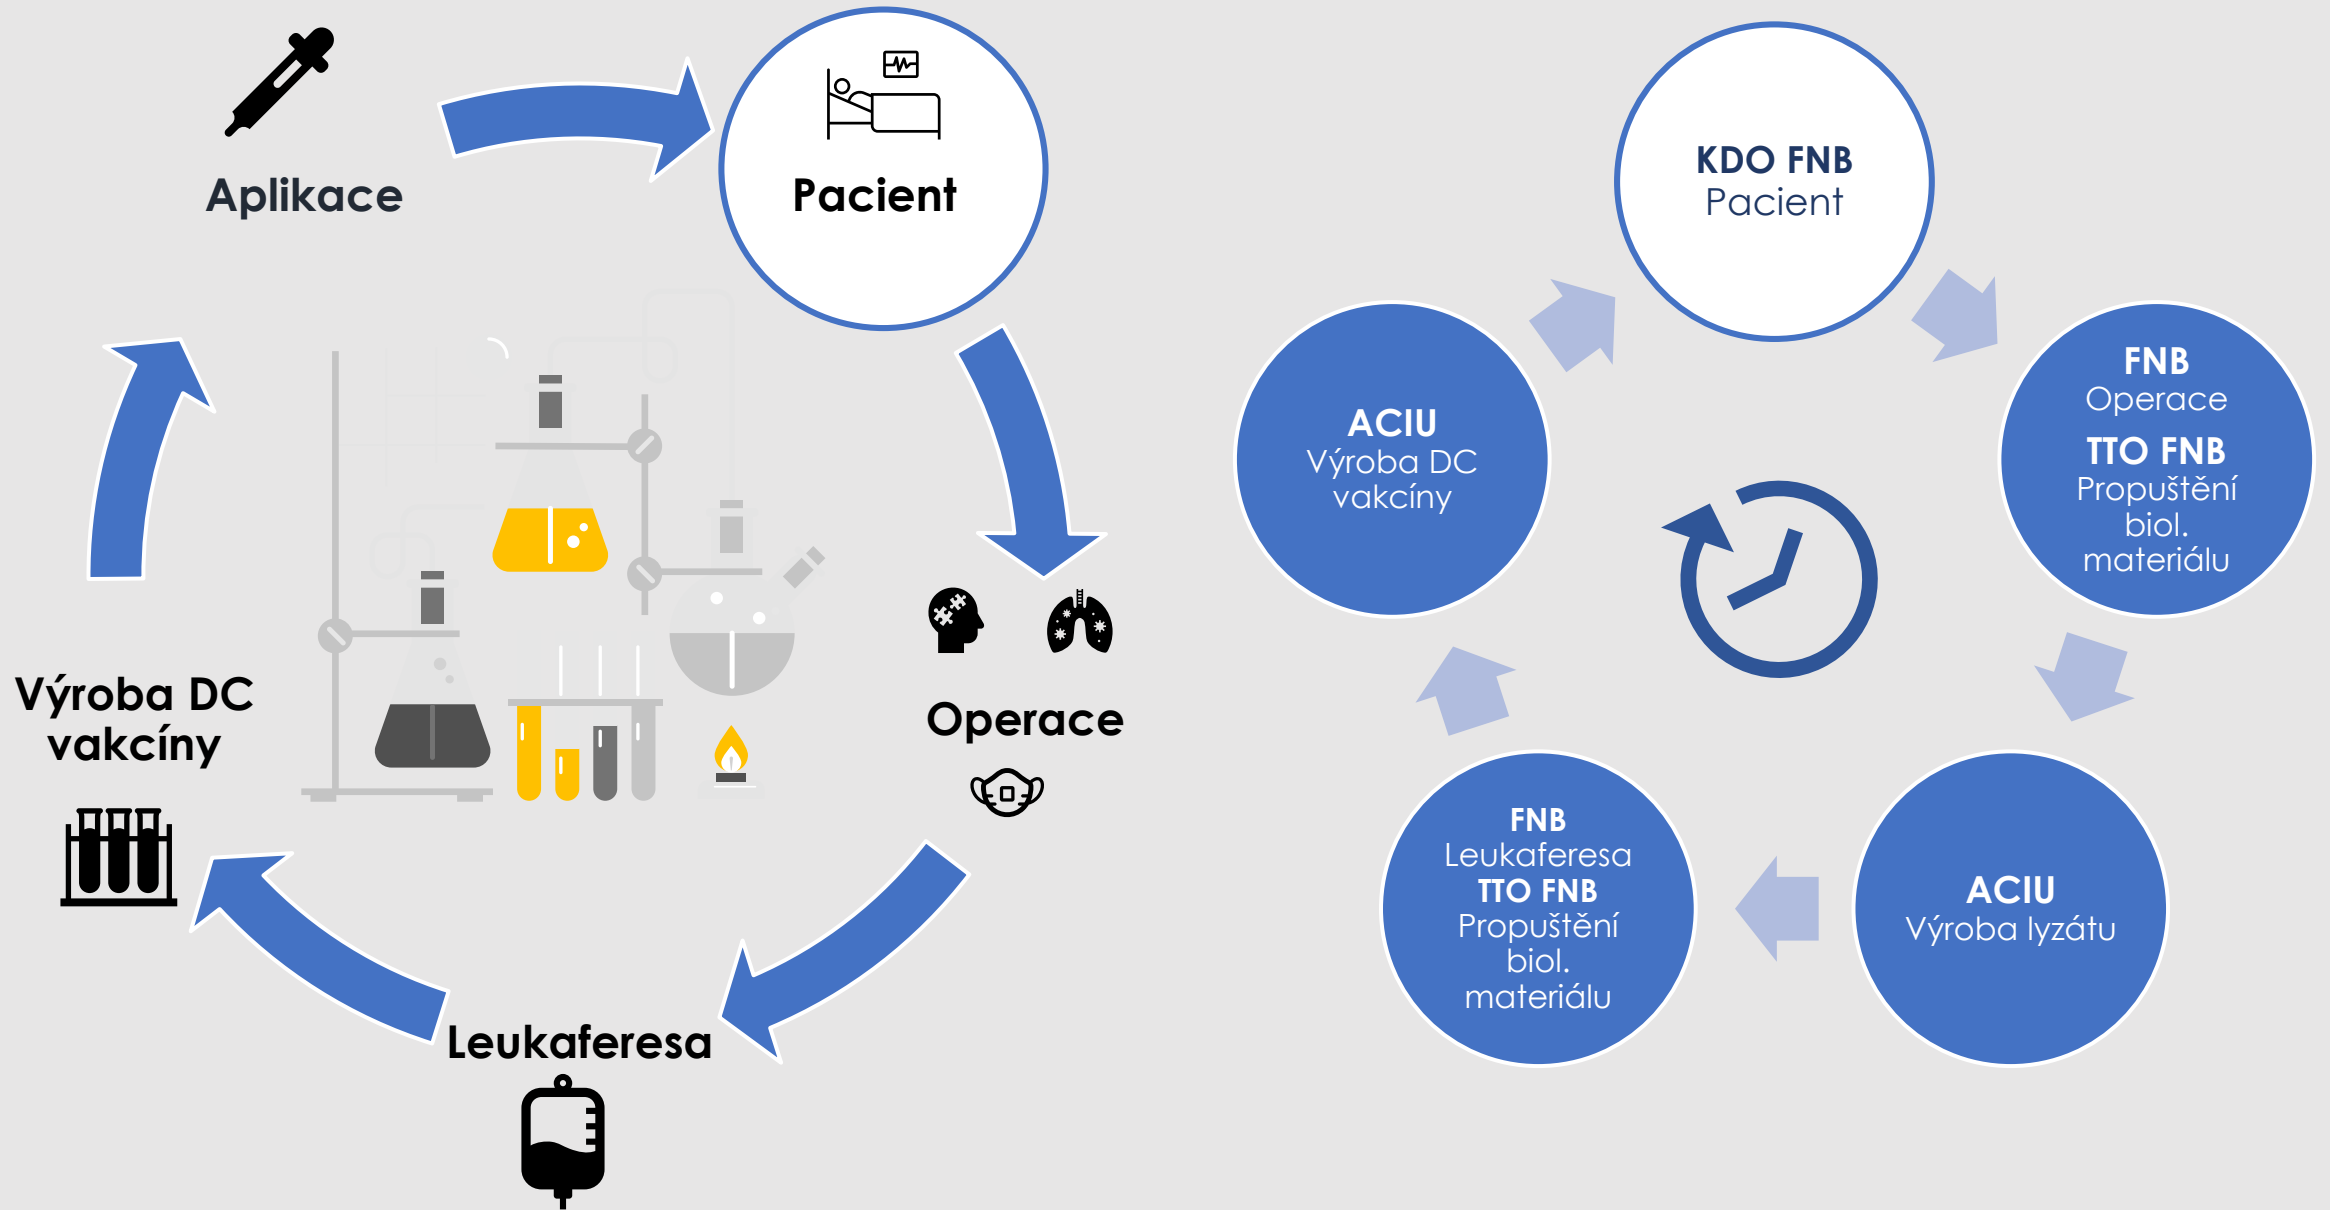 Aplikace
Pacient
Operace
Leukaferesa
Výroba DC
vakcíny
KDO FNB
Pacient
FNB
Operace
TTO FNB
Propuštění
biol.
materiálu
ACIU
Výroba lyzátu
FNB
Leukaferesa
TTO FNB
Propuštění
biol.
materiálu
ACIU
Výroba DC
vakcíny